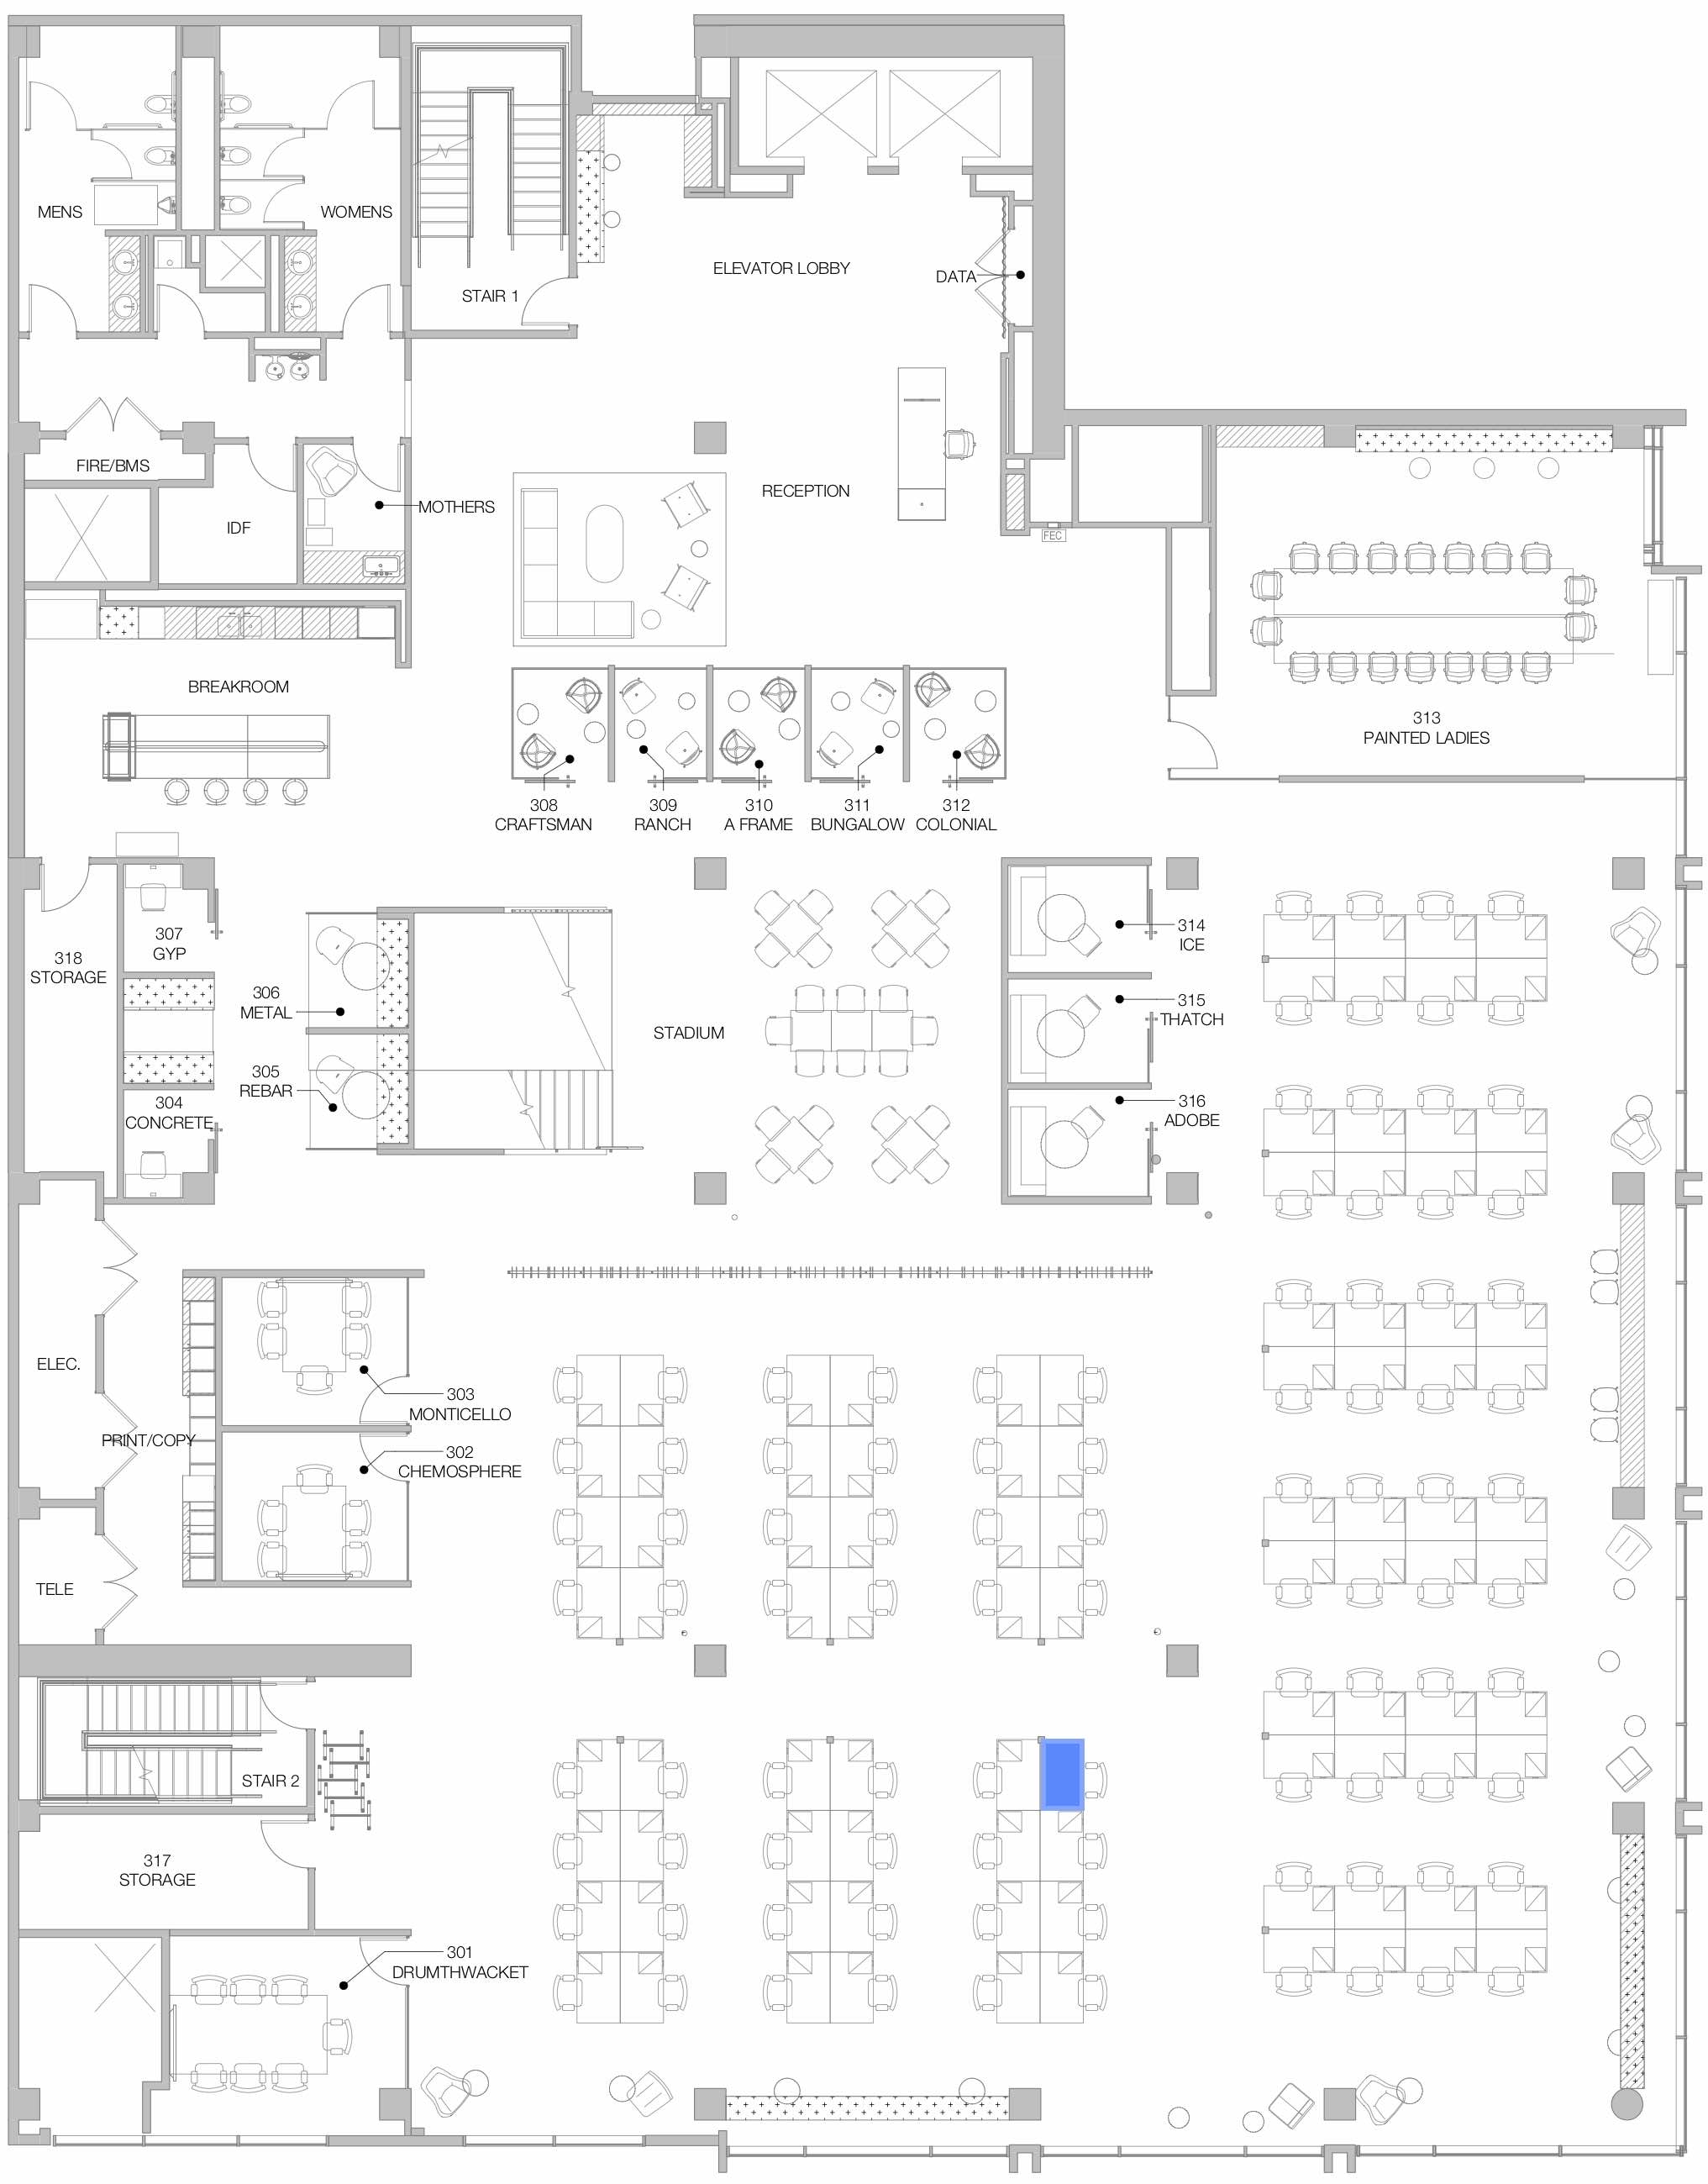 MENS
WOMENS
STAIR 1
ELEVATOR LOBBY
DATA
FIRE/BMS
IDF
MOTHERS
RECEPTION
FEC
BREAKROOM
313
PAINTED LADIES
308
CRAFTSMAN
309
RANCH
310
A FRAME
311
BUNGALOW
312
COLONIAL
307
GYP
318
STORAGE
306
METAL
305
REBAR
304
CONCRETE
STADIUM
314
ICE
315
THATCH
316
ADOBE
ELEC.
303
MONTICELLO
PRINT/COPY
302
CHEMOSPHERE
TELE
STAIR 2
317
STORAGE
301
DRUMTHWACKET